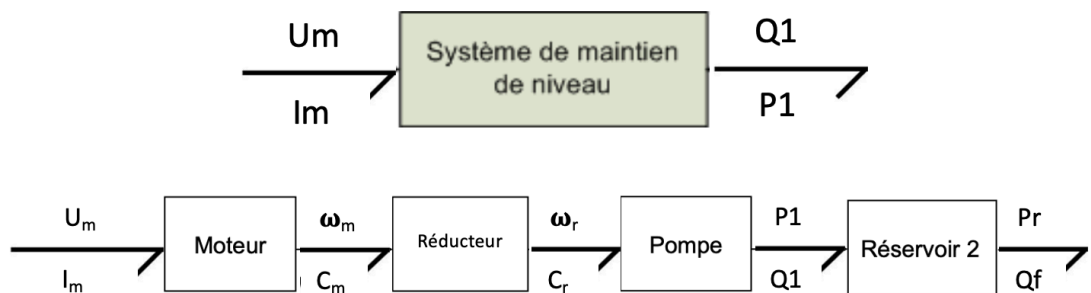 Um
Système de maintien
de niveau
Q1
Im
P1
Um
Moteur
ωm
Réducteur
ωr
Pompe
P1
Réservoir 2
Pr
Im
Cm
Cr
Q1
Qf